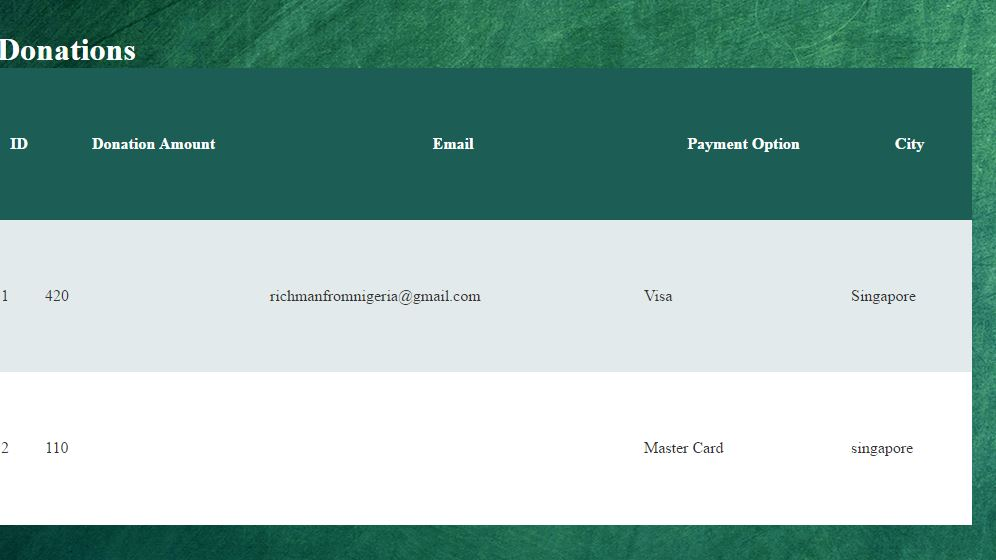 Donations
ID Donation Amount Email Payment Option City
1 420 richmanfromnigeria@gmail.com Visa Singapore
2 110 Master Card singapore